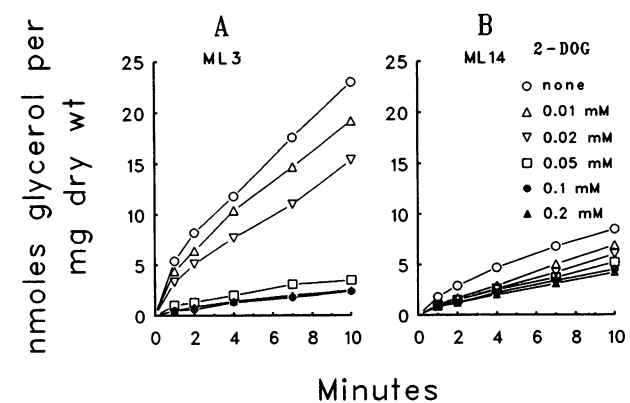 A
ML3
B
ML14
2-DOG
none
0.01 mM
0.02 mM
0.05 mM
0.1 mM
0.2 mM
nmoles glycerol per
mg dry wt
25
20
15
10
5
0
0 2 4 6 8 10
25
20
15
10
5
0
0 2 4 6 8 10
Minutes